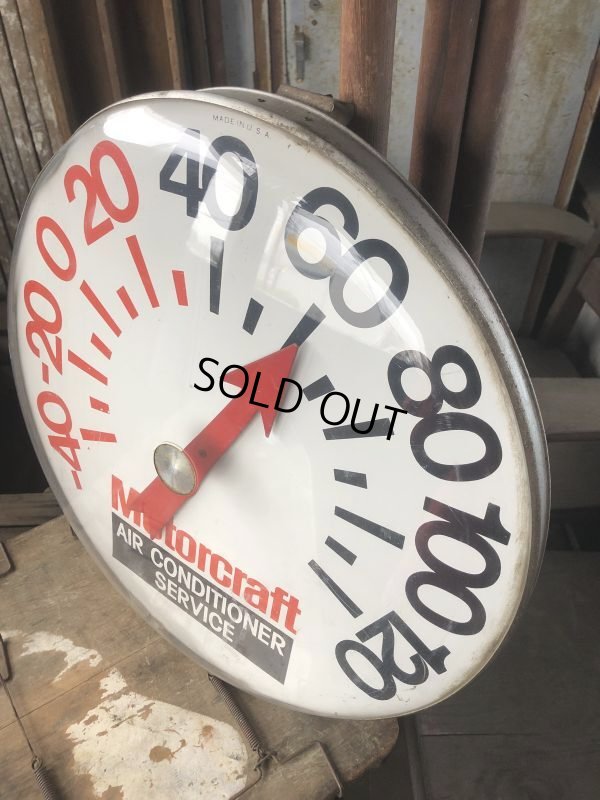 MADE IN U.S.A.
-40
-20
0
20
40
60
80
100
120
SOLD OUT
Motorcraft
AIR CONDITIONER
SERVICE